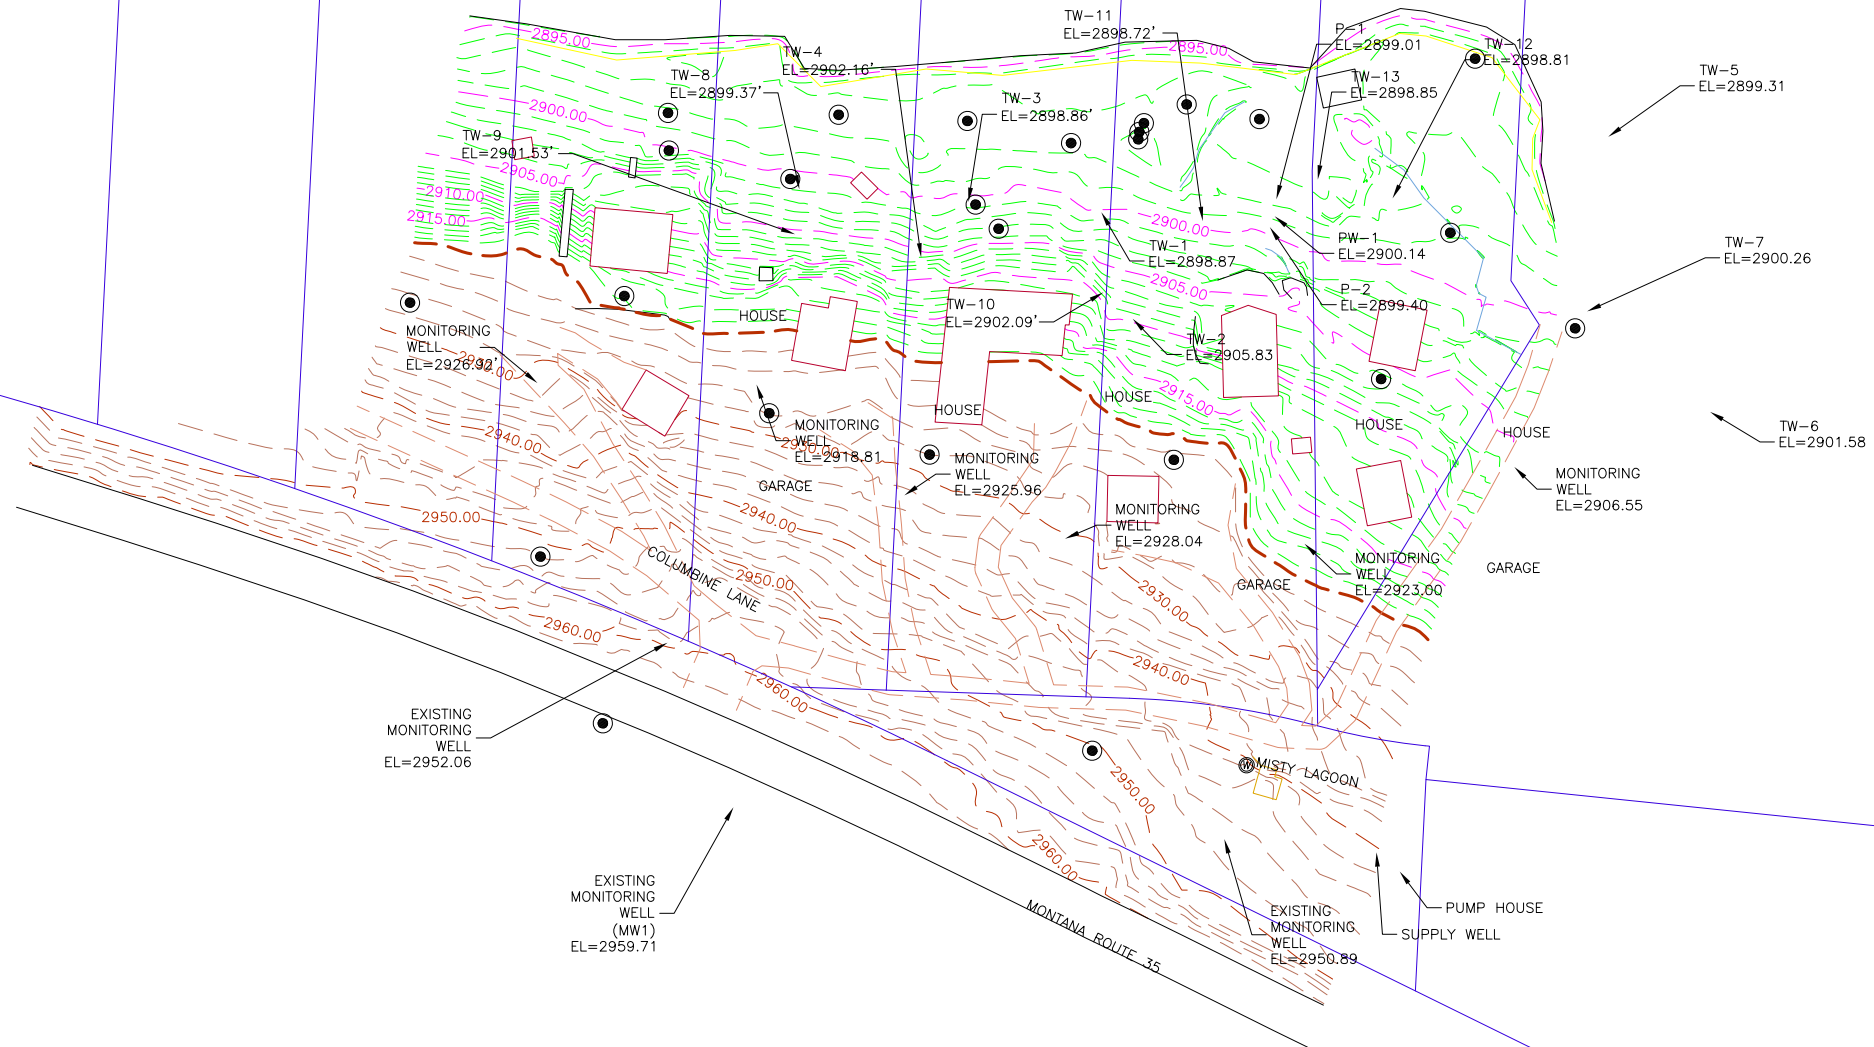 TW-11
EL=2898.72'
2895.00
2895.00
P-1
EL=2899.01
TW-12
EL=2898.81
TW-4
EL=2902.16'
TW-8
EL=2899.37'
TW-13
EL=2898.85
TW-5
EL=2899.31
TW-3
EL=2898.86'
2900.00
TW-9
EL=2901.53'
2905.00
2910.00
2915.00
2900.00
TW-1
EL=2898.87
PW-1
EL=2900.14
TW-7
EL=2900.26
2905.00
P-2
EL=2899.40
TW-10
EL=2902.09'
HOUSE
MONITORING
WELL
EL=2926.92'
2930.00
TW-2
EL=2905.83
2915.00
HOUSE
HOUSE
HOUSE
HOUSE
TW-6
EL=2901.58
2940.00
MONITORING
WELL
EL=2918.81
2930.00
MONITORING
WELL
EL=2925.96
MONITORING
WELL
EL=2906.55
GARAGE
2950.00
2940.00
MONITORING
WELL
EL=2928.04
COLUMBINE LANE
2950.00
2930.00
GARAGE
MONITORING
WELL
EL=2923.00
GARAGE
2960.00
2940.00
2960.00
EXISTING
MONITORING
WELL
EL=2952.06
W
MISTY LAGOON
2950.00
2960.00
EXISTING
MONITORING
WELL
(MW1)
EL=2959.71
MONTANA ROUTE 35
EXISTING
MONITORING
WELL
EL=2950.89
PUMP HOUSE
SUPPLY WELL